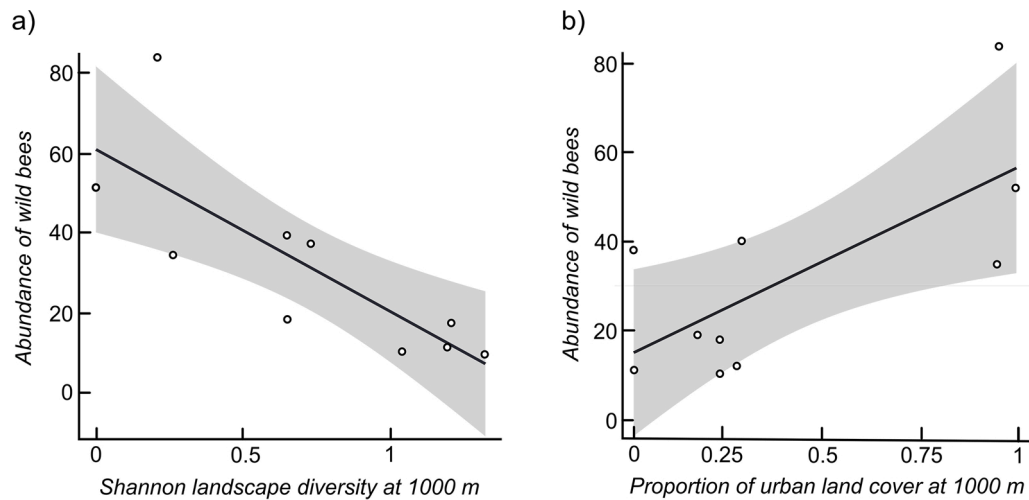 a)
Abundance of wild bees
80
60
40
20
0
0 0.5 1
Shannon landscape diversity at 1000 m
b)
Abundance of wild bees
80
60
40
20
0
0 0.25 0.5 0.75 1
Proportion of urban land cover at 1000 m